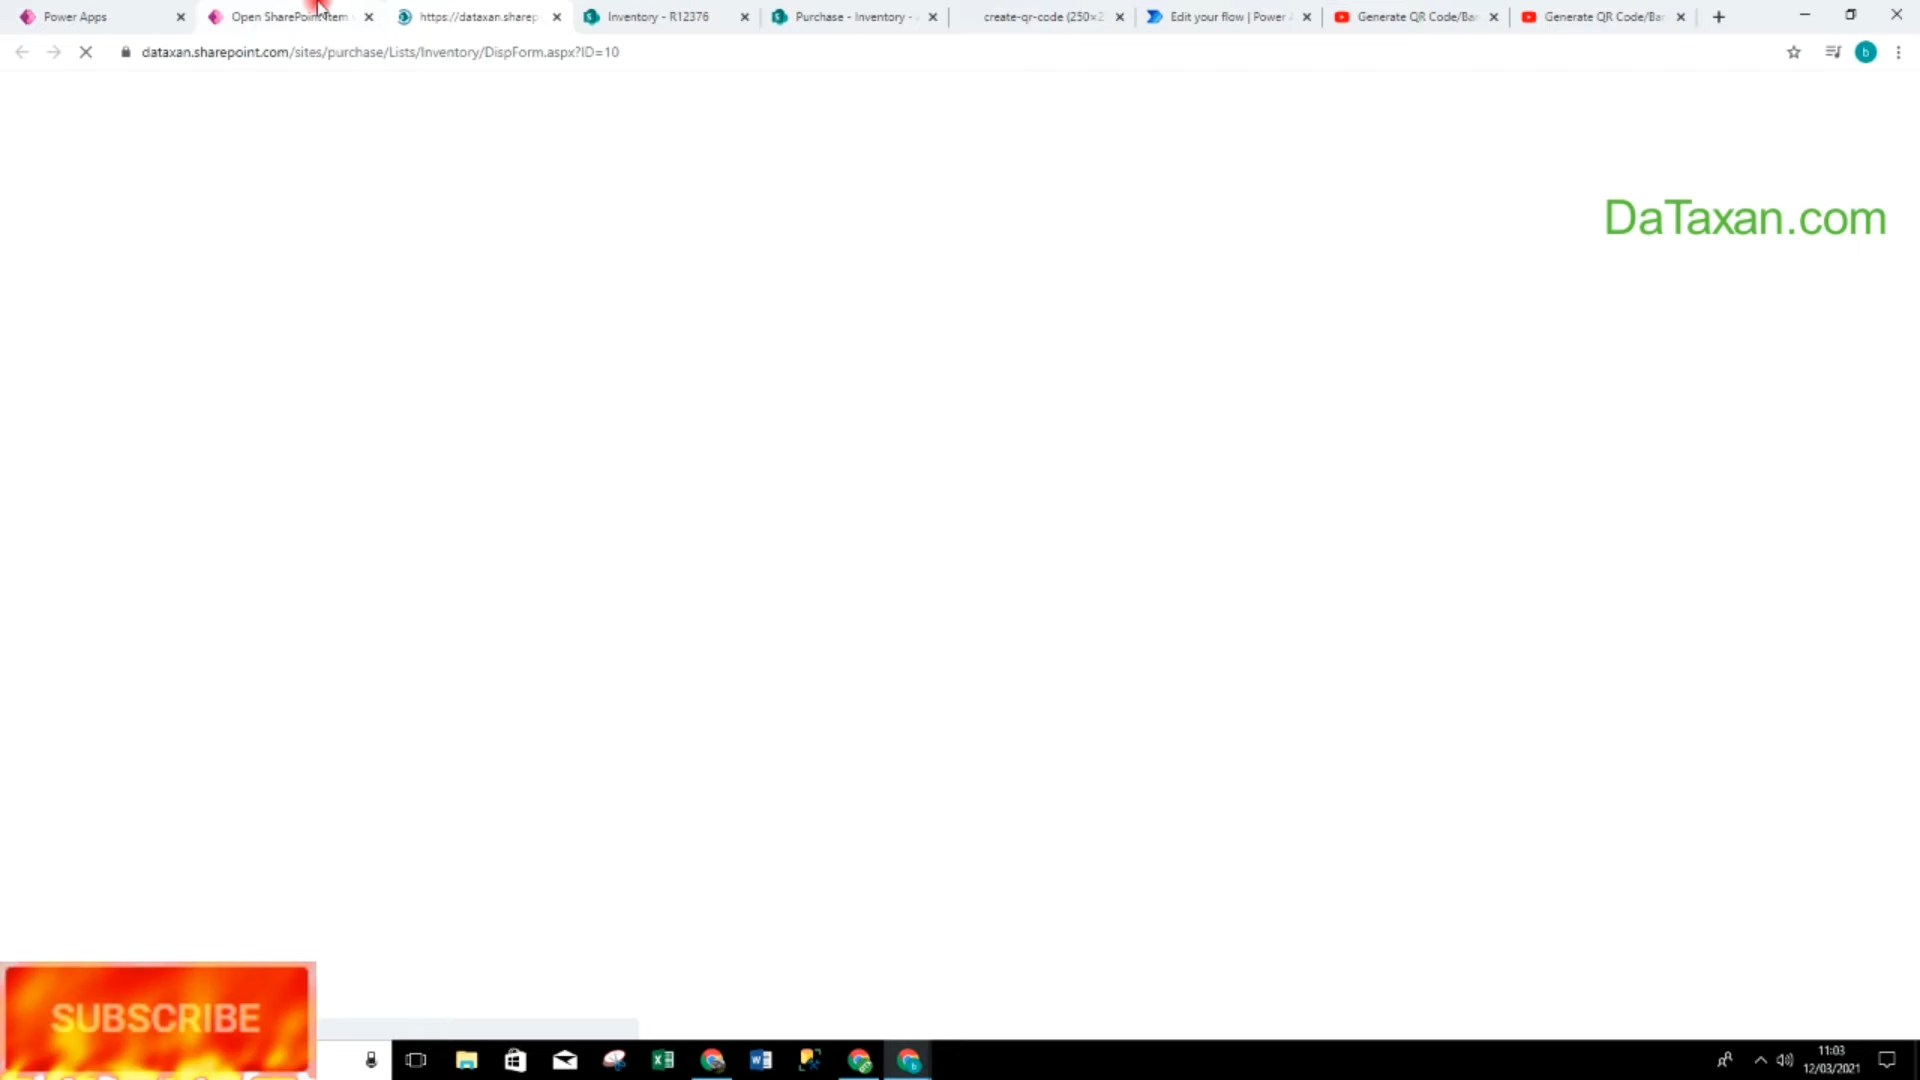 Power Apps
Open SharePoint Item
https://dataxan.sharep
Inventory - R12376
Purchase - Inventory -
create-qr-code (250×2
Edit your flow | Power A
Generate QR Code/Bar
Generate QR Code/Bar
dataxan.sharepoint.com/sites/purchase/Lists/Inventory/DispForm.aspx?ID=10
b
DaTaxan.com
SUBSCRIBE
11:03
12/03/2021